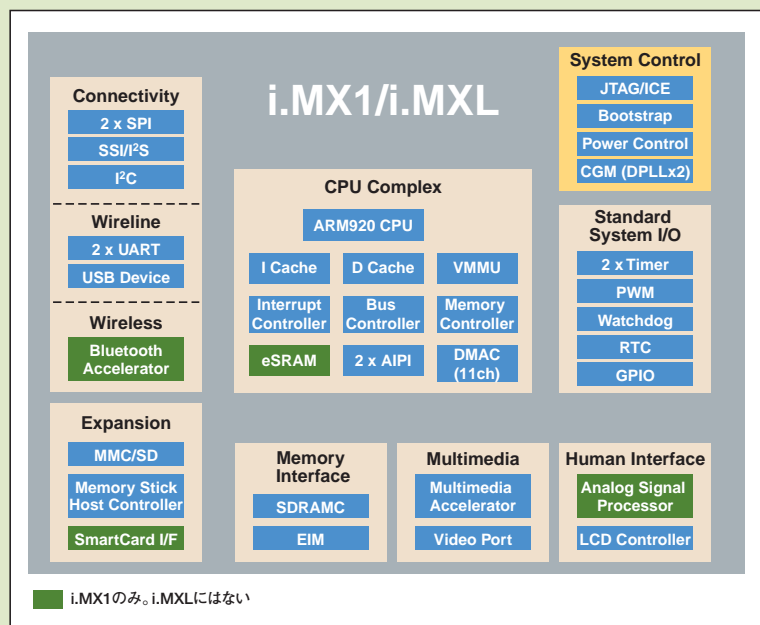 i.MX1/i.MXL
Connectivity
2 x SPI
SSI/I²S
I²C
Wireline
2 x UART
USB Device
Wireless
Bluetooth
Accelerator
Expansion
MMC/SD
Memory Stick
Host Controller
SmartCard I/F
CPU Complex
ARM920 CPU
I Cache
D Cache
VMMU
Interrupt
Controller
Bus
Controller
Memory
Controller
eSRAM
2 x AIPI
DMAC
(11ch)
Memory
Interface
SDRAMC
EIM
Multimedia
Multimedia
Accelerator
Video Port
System Control
JTAG/ICE
Bootstrap
Power Control
CGM (DPLLx2)
Standard
System I/O
2 x Timer
PWM
Watchdog
RTC
GPIO
Human Interface
Analog Signal
Processor
LCD Controller
i.MX1のみ。i.MXLにはない